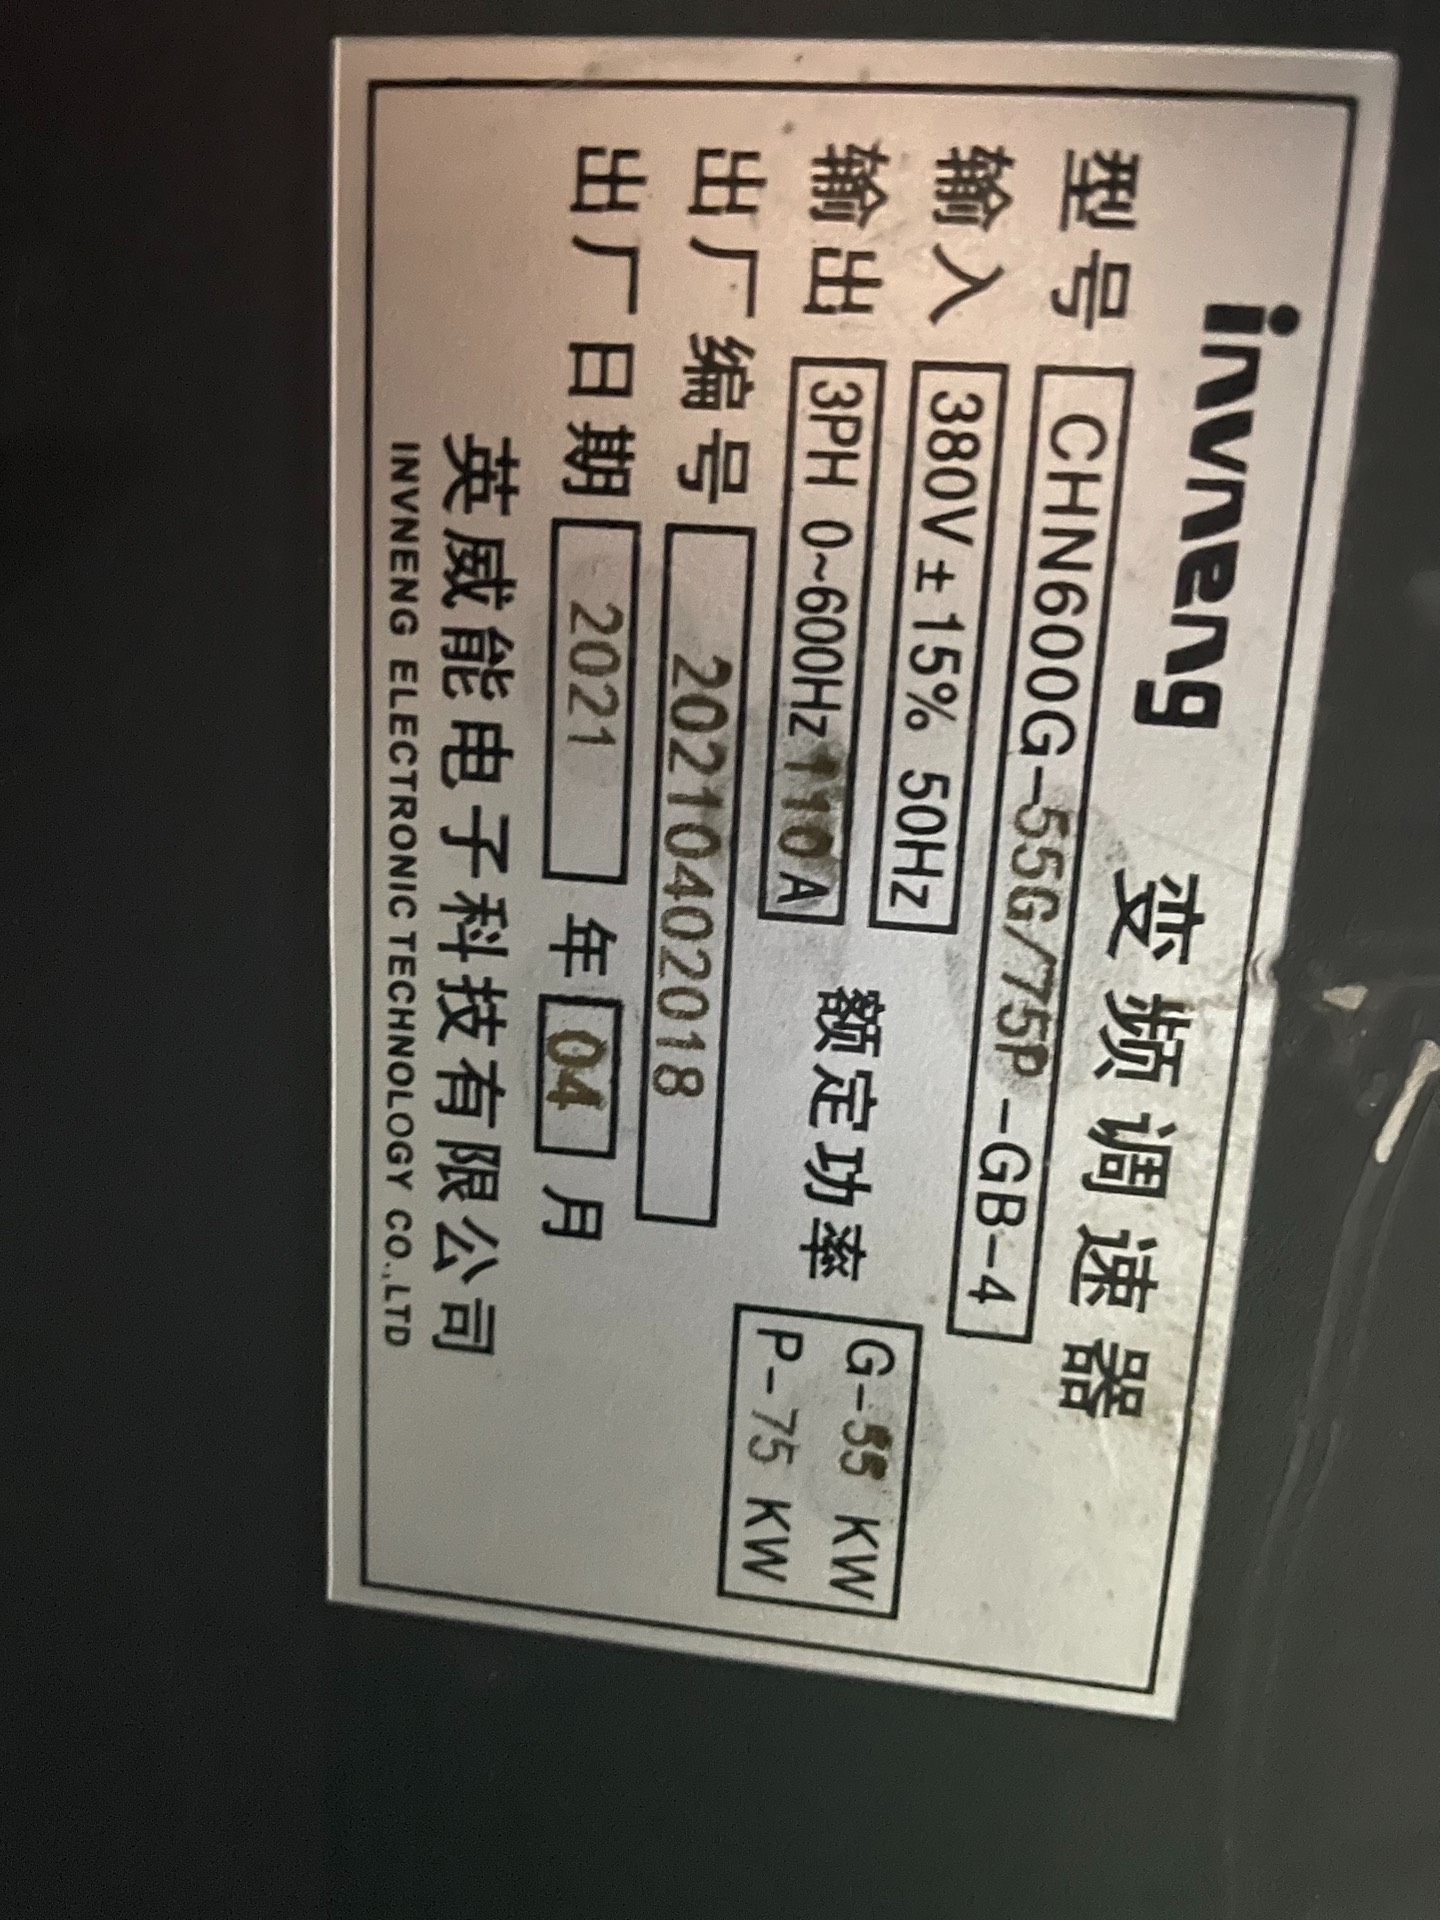 invneng 变频调速器
型号 CHN600G-55G/75P-GB-4
输入 380V±15% 50Hz
输出 3PH 0~600Hz 110A 额定功率 G-55 KW
P-75 KW
出厂编号 20210402018
出厂日期 2021 年 04 月
英威能电子科技有限公司
INVNENG ELECTRONIC TECHNOLOGY CO.,LTD